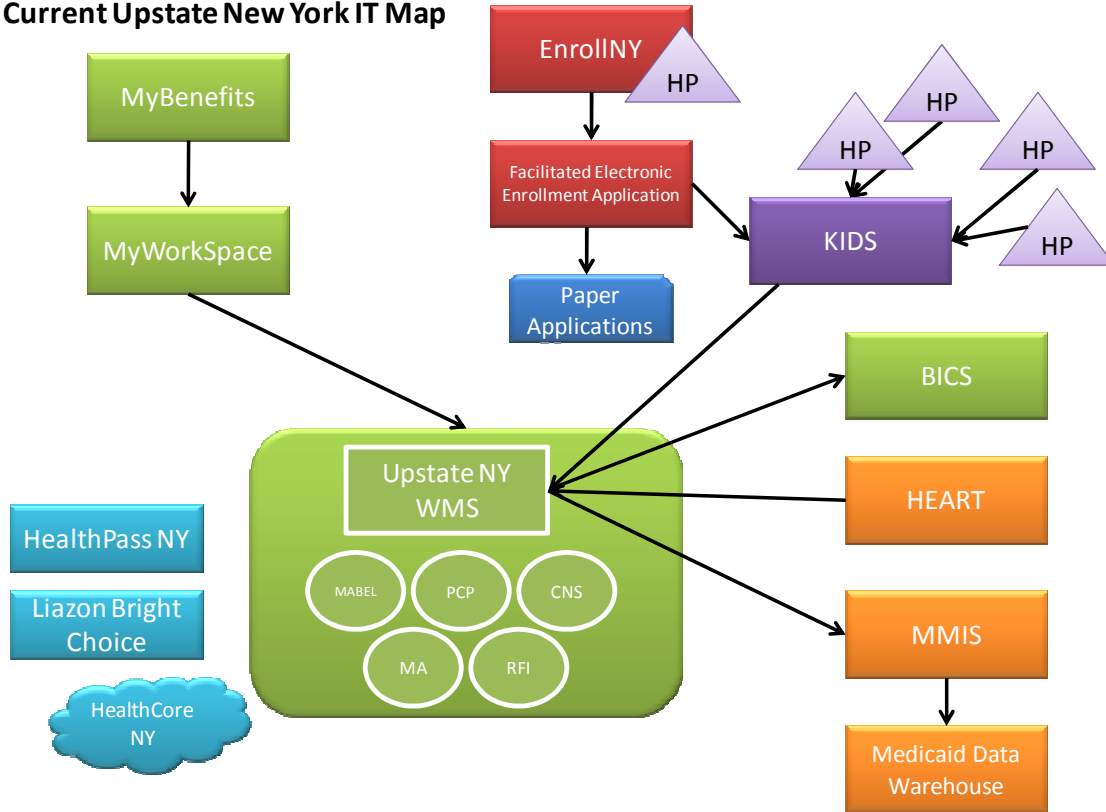 Current Upstate New York IT Map
EnrollNY
HP
MyBenefits
HP
HP
HP
Facilitated Electronic
Enrollment Application
MyWorkSpace
KIDS
HP
Paper
Applications
BICS
Upstate NY
WMS
HEART
HealthPass NY
MABEL
PCP
CNS
Liazon Bright
Choice
MMIS
MA
RFI
HealthCore
NY
Medicaid Data
Warehouse